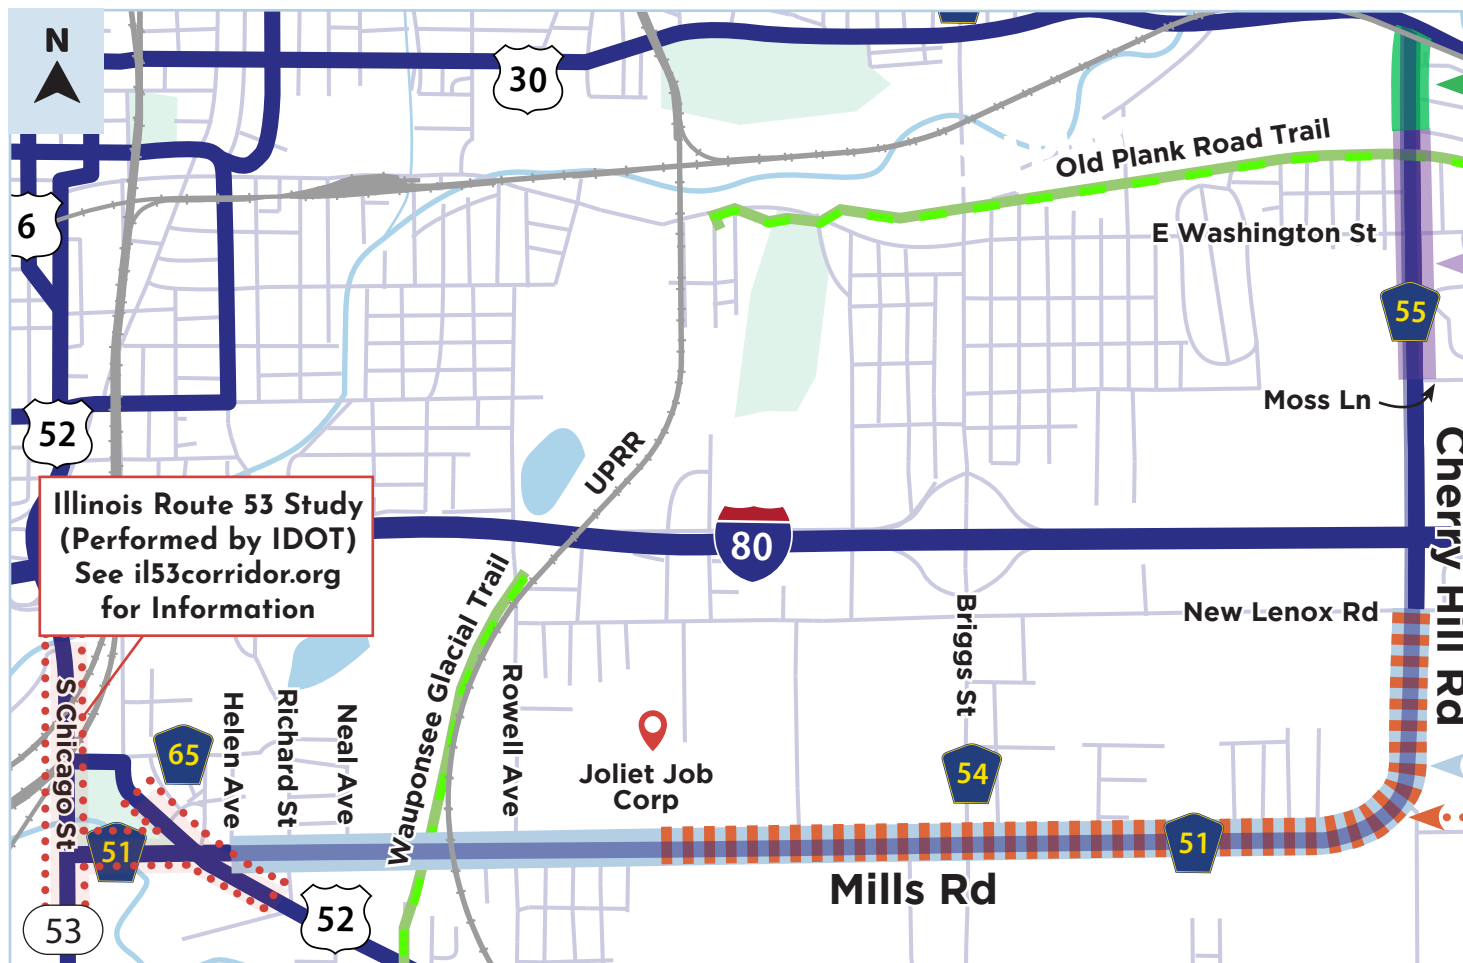 N
30
Old Plank Road Trail
6
E Washington St
55
Moss Ln
52
Cherry Hill Rd
UPRR
Illinois Route 53 Study
(Performed by IDOT)
See il53corridor.org
for Information
80
Wauponsee Glacial Trail
Briggs St
New Lenox Rd
S Chicago St
65
Helen Ave
Richard St
Neal Ave
Rowell Ave
Joliet Job
Corp
54
51
51
Mills Rd
52
53